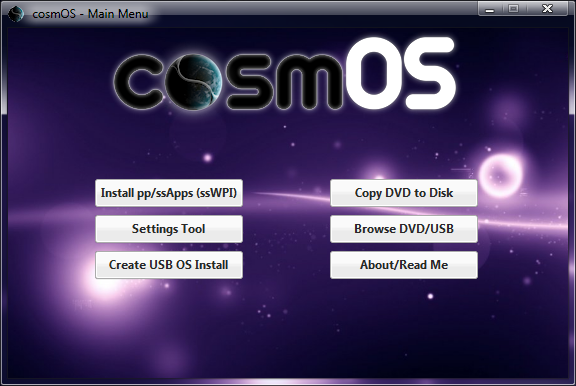 cosmOS - Main Menu
cosmOS
Install pp/ssApps (ssWPI)
Copy DVD to Disk
Settings Tool
Browse DVD/USB
Create USB OS Install
About/Read Me